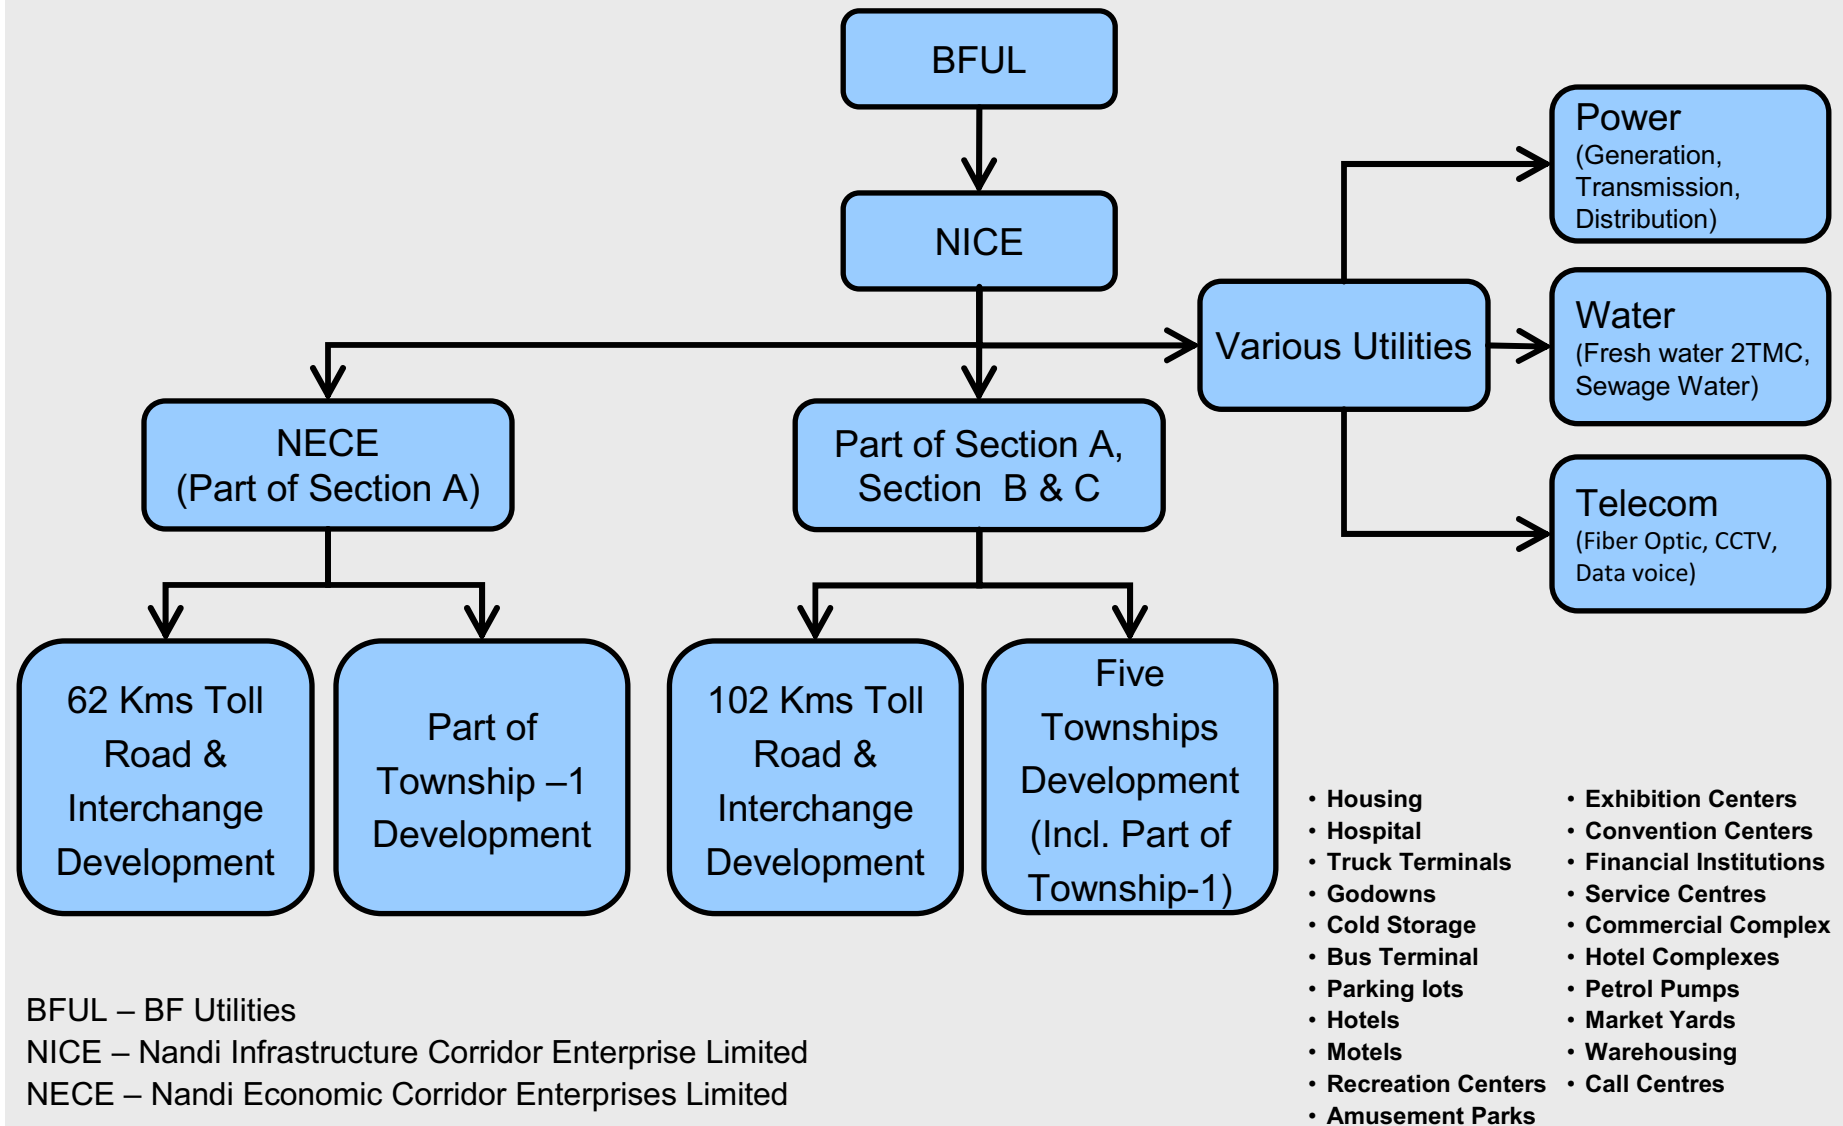 BFUL
NICE
Various Utilities
Power
(Generation,
Transmission,
Distribution)
Water
(Fresh water 2TMC,
Sewage Water)
Telecom
(Fiber Optic, CCTV,
Data voice)
NECE
(Part of Section A)
Part of Section A,
Section B & C
62 Kms Toll
Road &
Interchange
Development
Part of
Township –1
Development
102 Kms Toll
Road &
Interchange
Development
Five
Townships
Development
(Incl. Part of
Township-1)
• Housing
• Hospital
• Truck Terminals
• Godowns
• Cold Storage
• Bus Terminal
• Parking lots
• Hotels
• Motels
• Recreation Centers
• Amusement Parks
• Exhibition Centers
• Convention Centers
• Financial Institutions
• Service Centres
• Commercial Complex
• Hotel Complexes
• Petrol Pumps
• Market Yards
• Warehousing
• Call Centres
BFUL – BF Utilities
NICE – Nandi Infrastructure Corridor Enterprise Limited
NECE – Nandi Economic Corridor Enterprises Limited